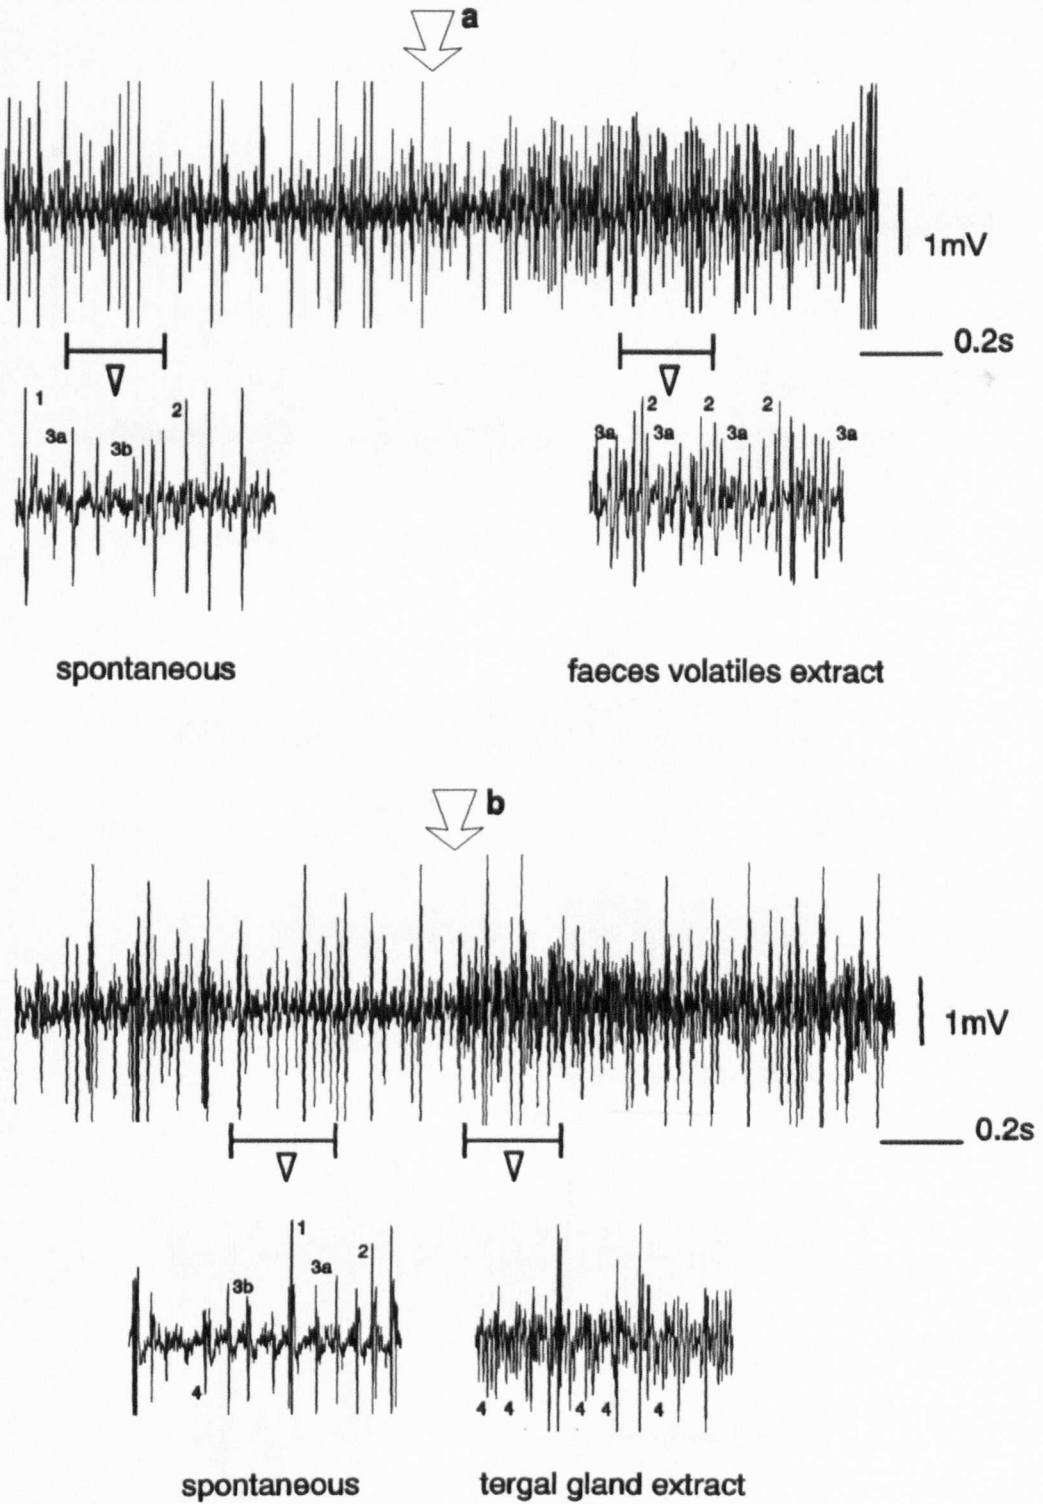 a
1mV
0.2s
1
3a
3b
2
3a
2
3a
2
3a
2
3a
spontaneous
faeces volatiles extract
b
1mV
0.2s
1
3b
3a
2
4
4
4
4
4
4
spontaneous
tergal gland extract